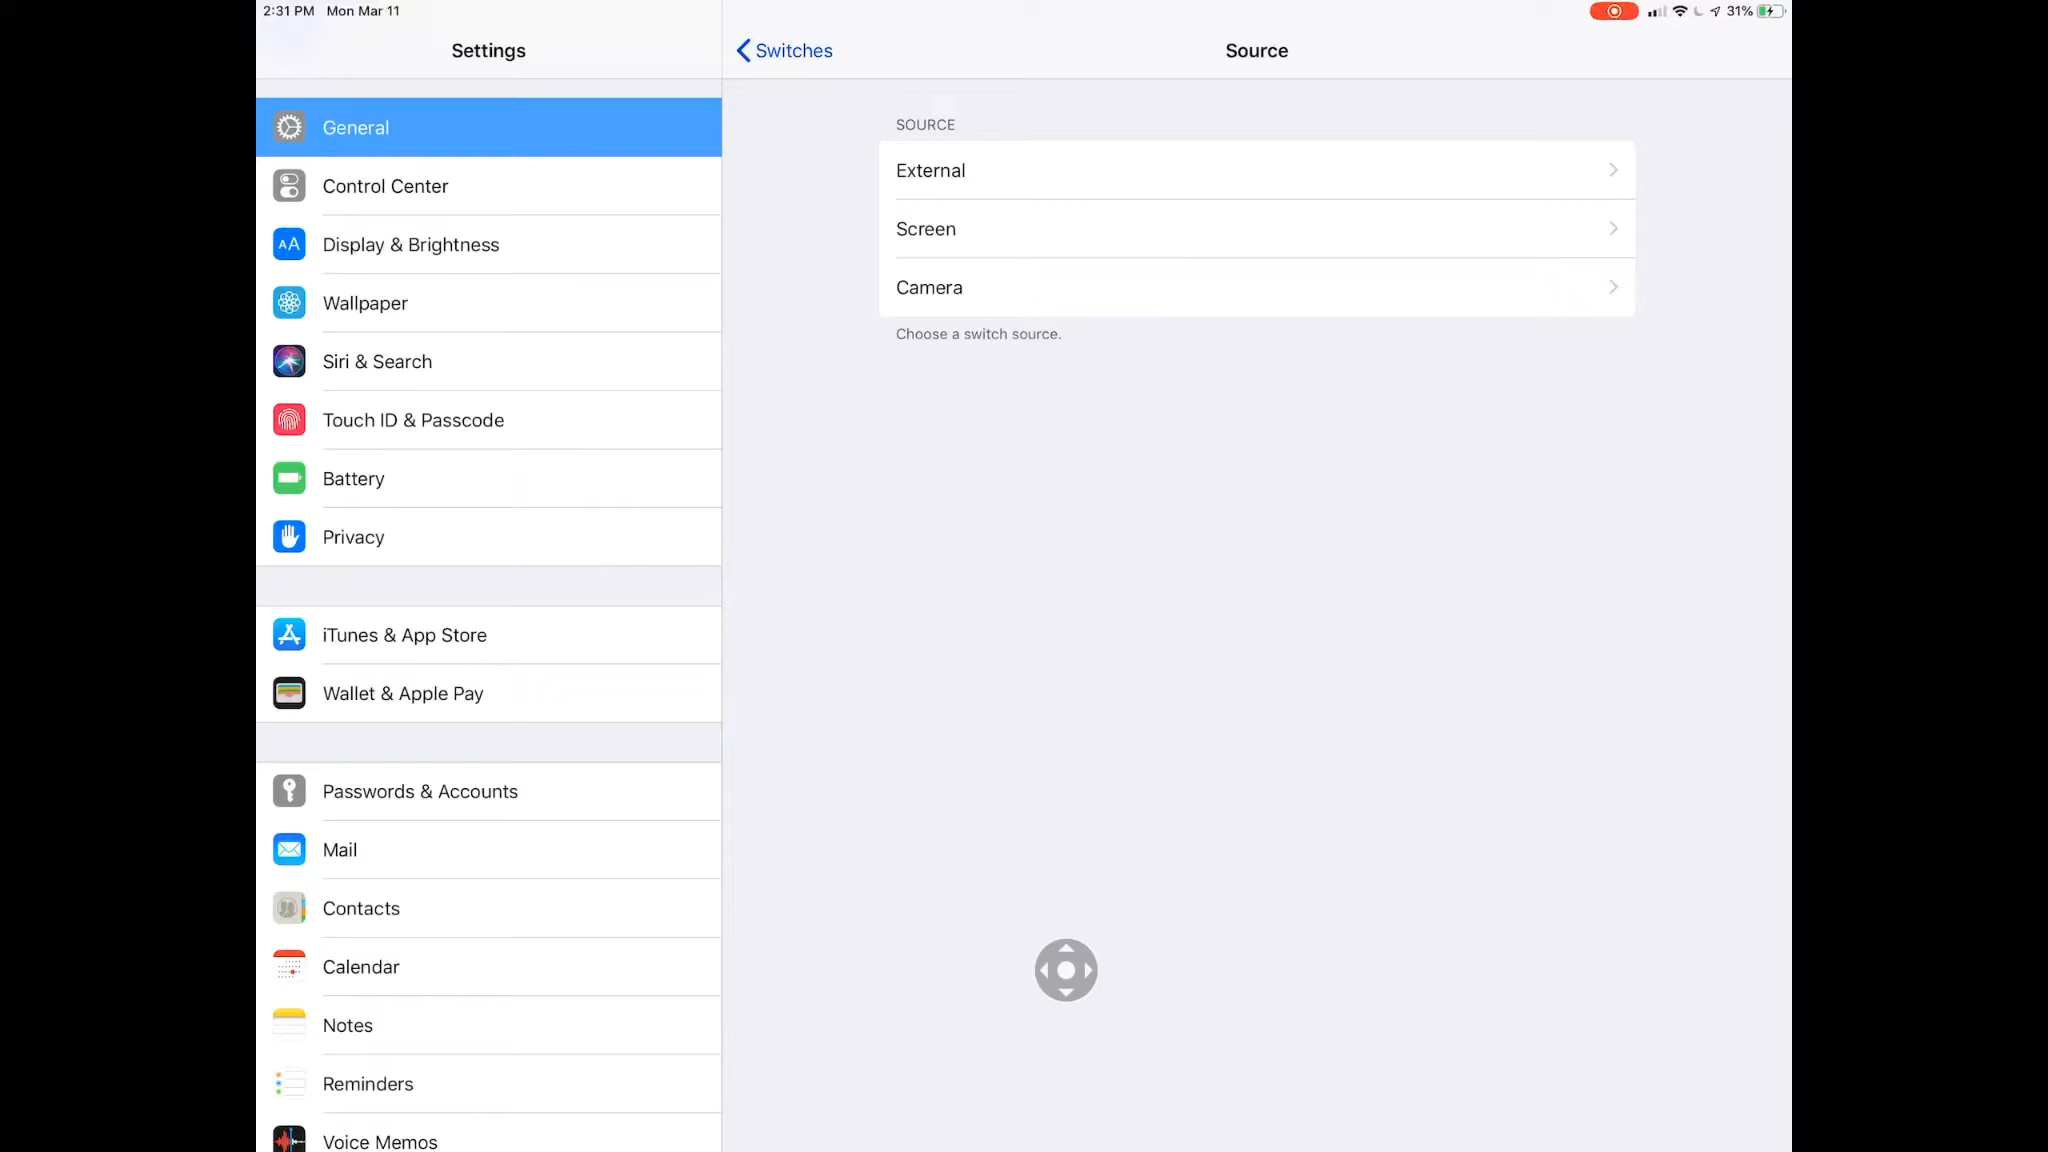 2:31 PM Mon Mar 11
31%
Settings
Switches
Source
General
Control Center
Display & Brightness
Wallpaper
Siri & Search
Touch ID & Passcode
Battery
Privacy
iTunes & App Store
Wallet & Apple Pay
Passwords & Accounts
Mail
Contacts
Calendar
Notes
Reminders
Voice Memos
SOURCE
External
Screen
Camera
Choose a switch source.